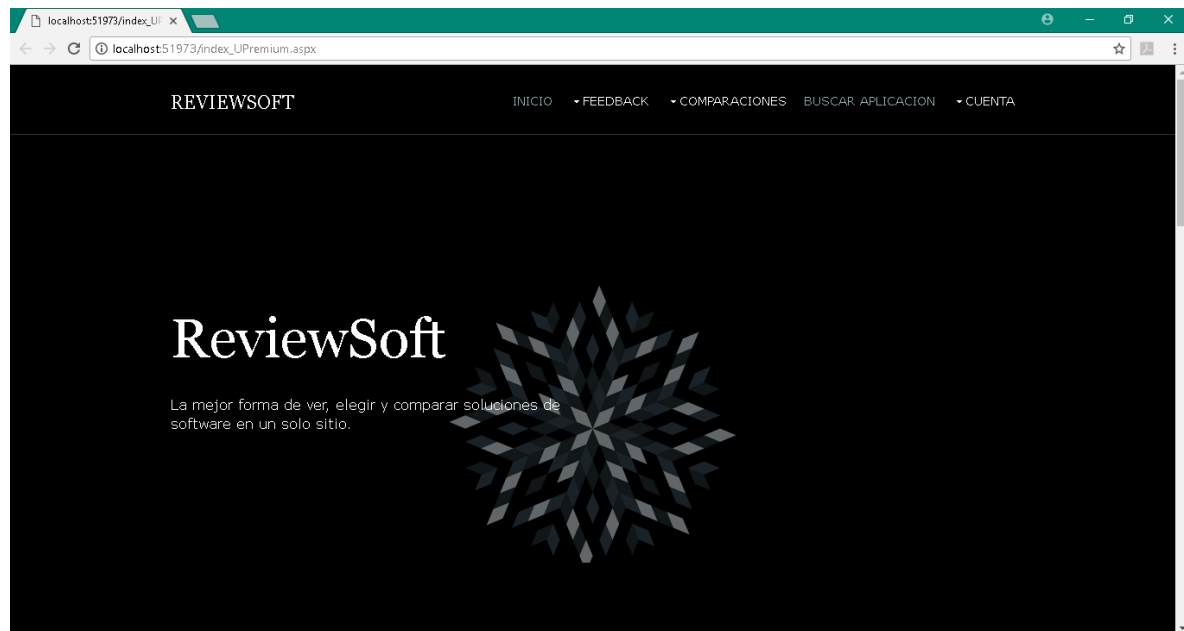 localhost:51973/index_UP
localhost:51973/index_UPremium.aspx
REVIEWSOFT
INICIO FEEDBACK COMPARACIONES BUSCAR APLICACION CUENTA
ReviewSoft
La mejor forma de ver, elegir y comparar soluciones de
software en un solo sitio.